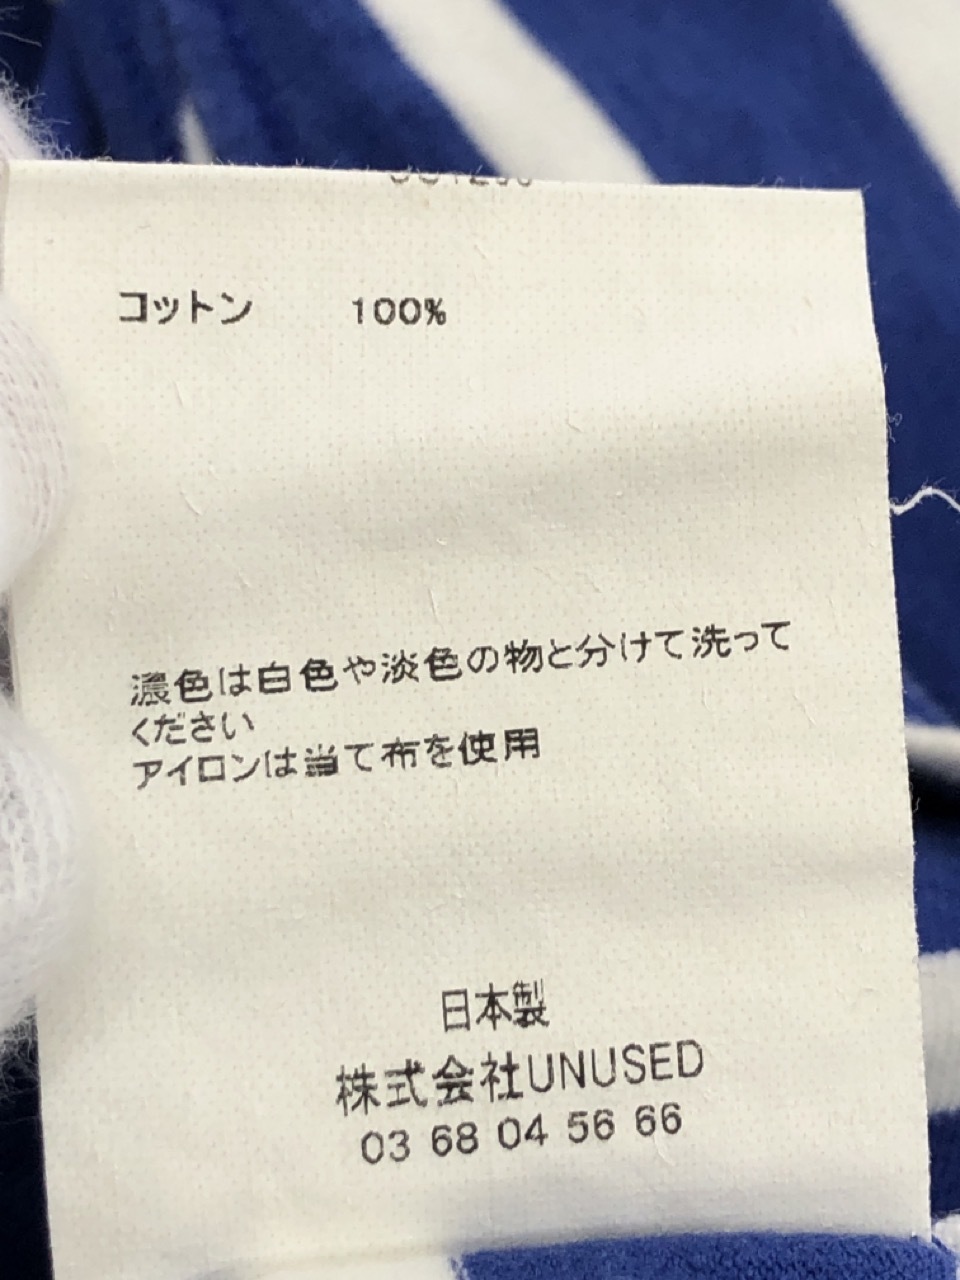 コットン 100%
濃色は白色や淡色の物と分けて洗って
ください
アイロンは当て布を使用
日本製
株式会社UNUSED
03 68 04 56 66